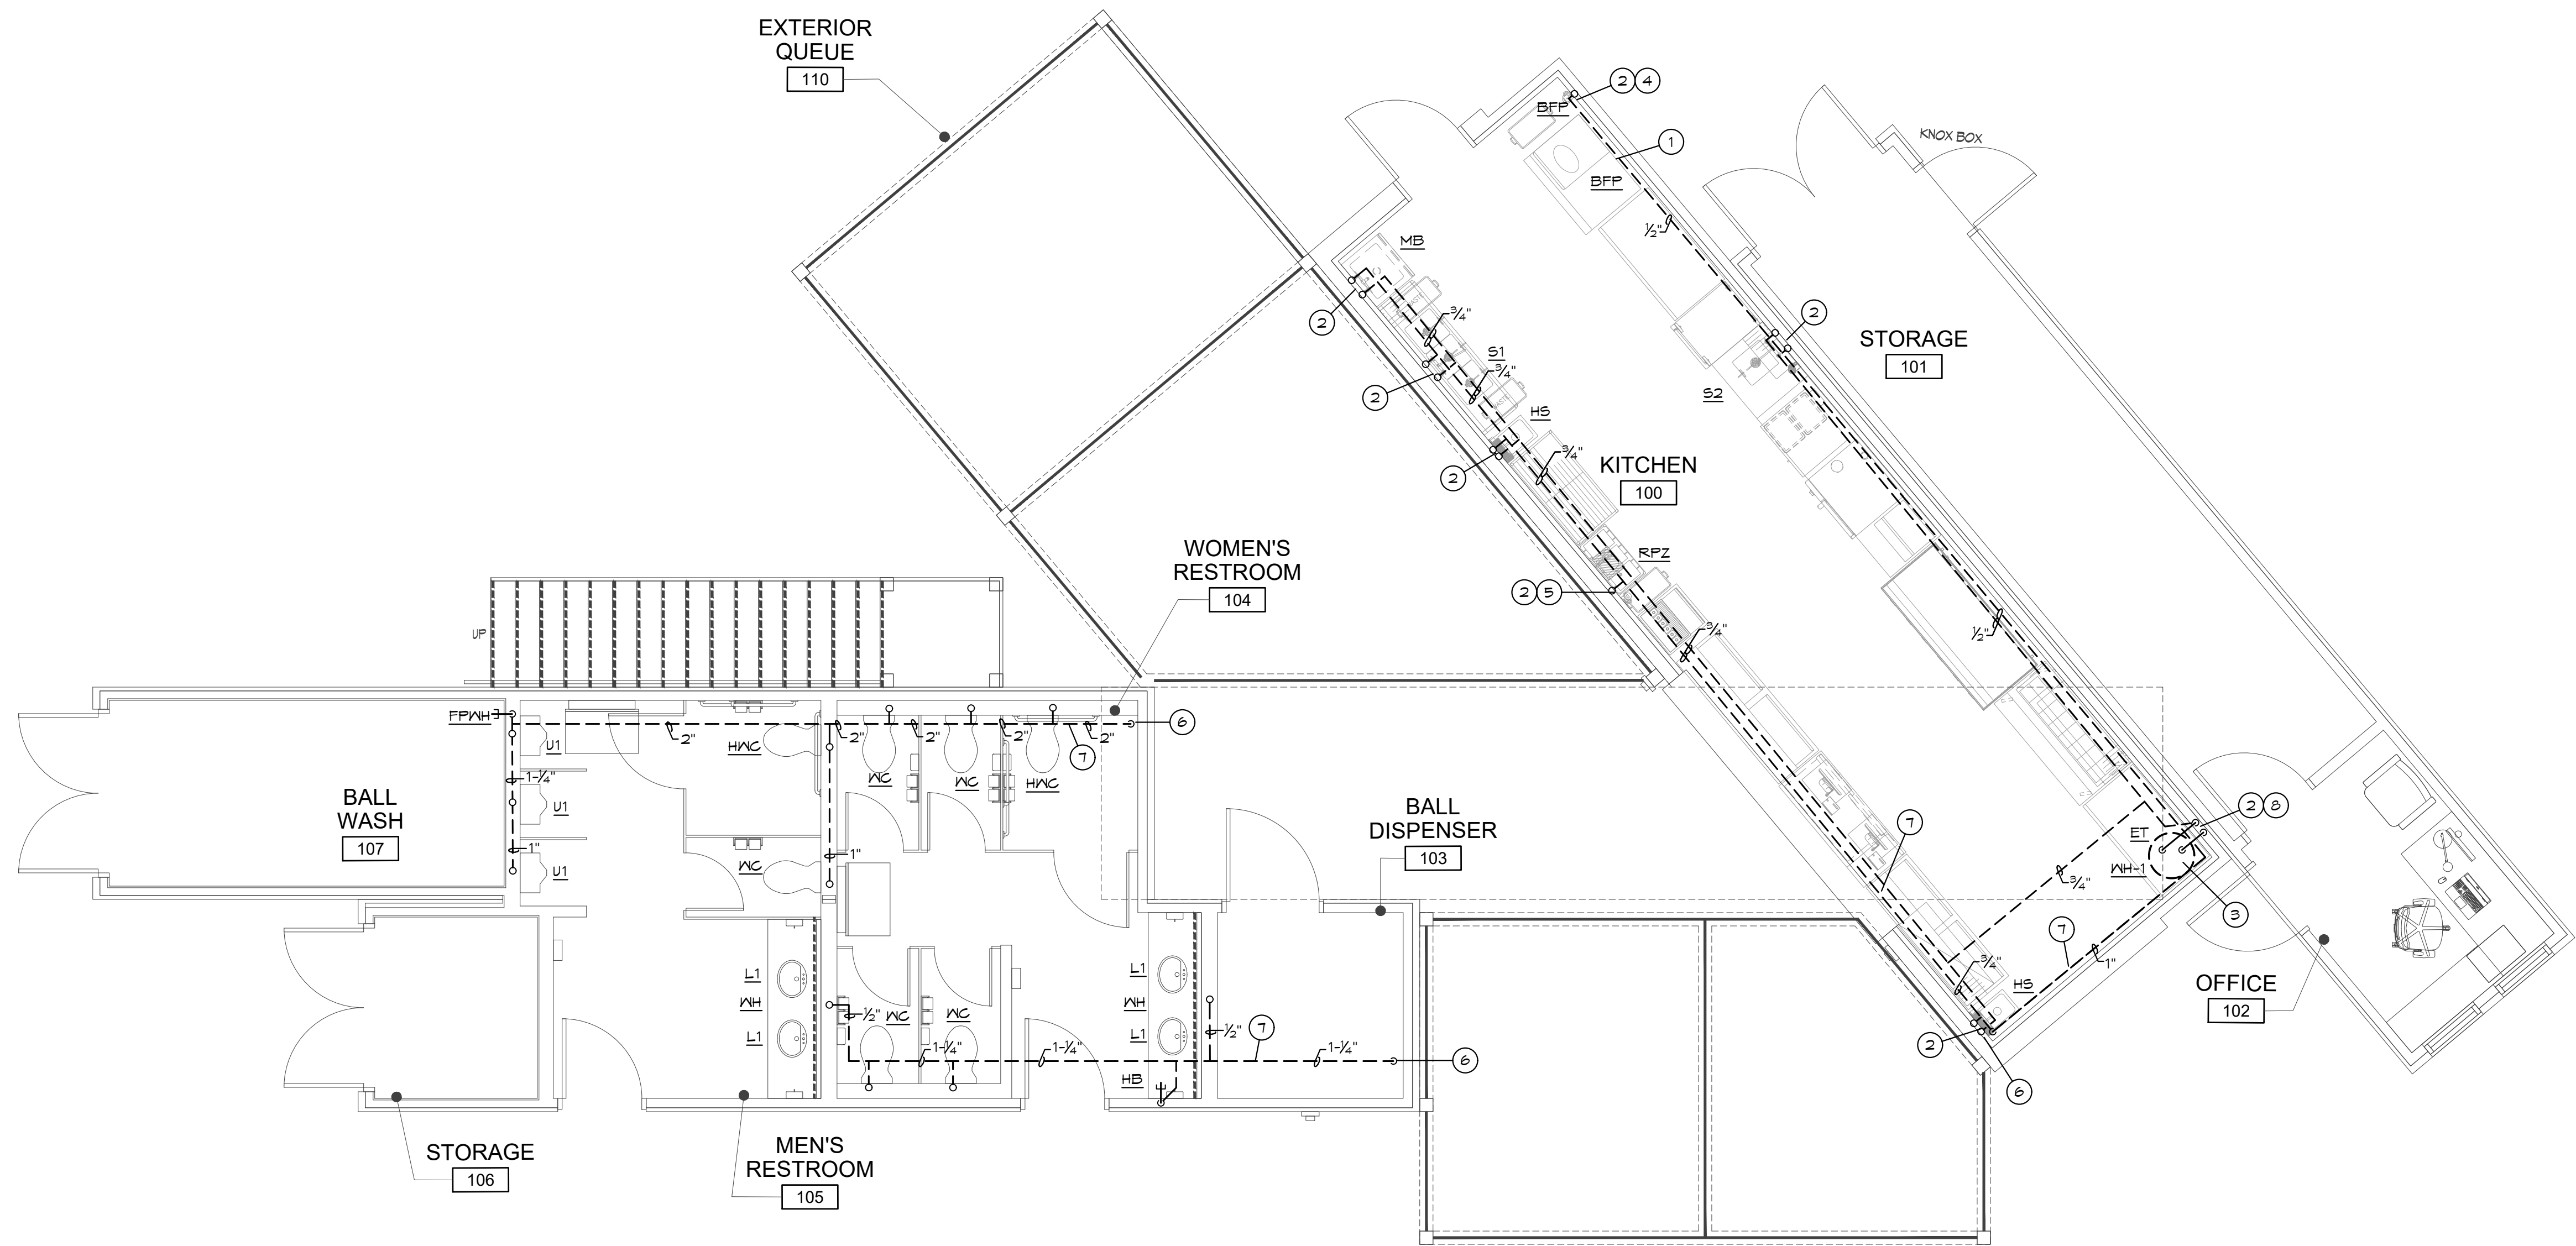 EXTERIOR
QUEUE
110
2 4
BFP
1
BFP
KNOX BOX
1/2"
MB
2
3/4"
2
STORAGE
101
S1
3/4"
2
S2
HS
3/4"
2
KITCHEN
100
WOMEN'S
RESTROOM
104
RPZ
2 5
3/4"
1/2"
UP
FPWH
6
2"
2"
2"
2"
2"
7
U1
HWC
WC
WC
HWC
1-1/4"
BALL
WASH
107
U1
BALL
DISPENSER
103
2 8
7
ET
1"
1"
U1
WC
WH-1
3/4"
3
7
1"
L1
L1
3/4"
HS
OFFICE
102
WH
1/2"
WC
WC
WH
L1
L1
1/2"
7
1-1/4"
1-1/4"
1-1/4"
6
2
HB
6
STORAGE
106
MEN'S
RESTROOM
105